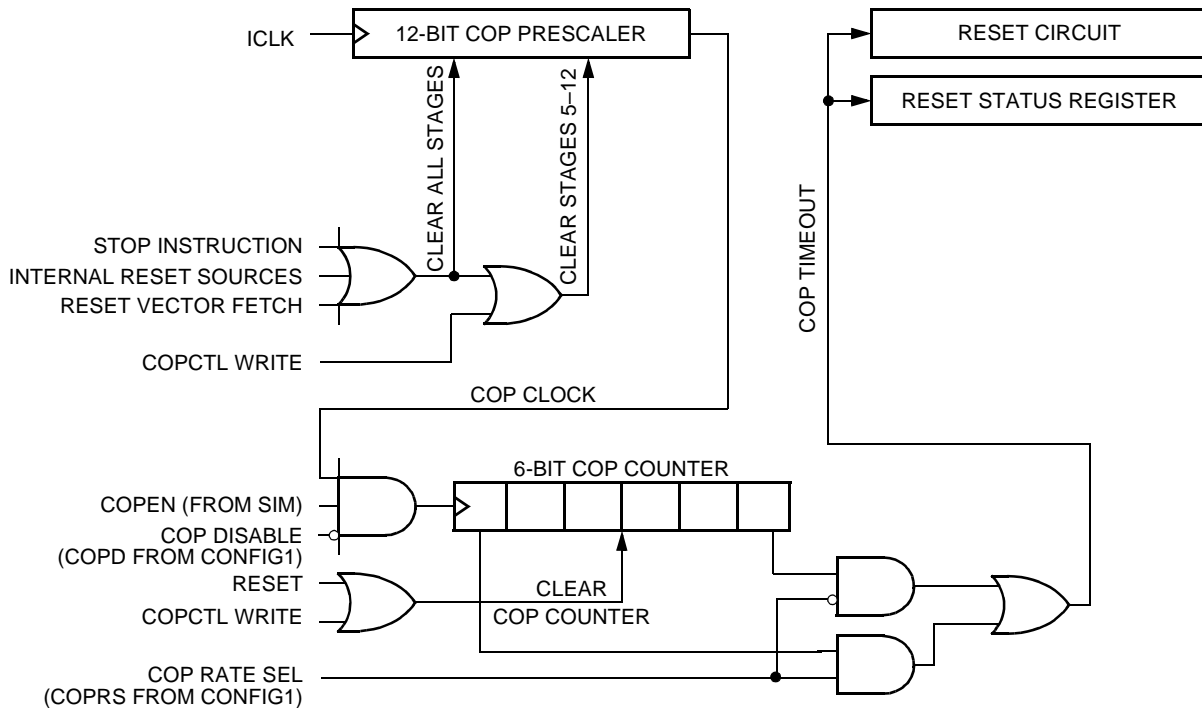 ICLK
12-BIT COP PRESCALER
RESET CIRCUIT
RESET STATUS REGISTER
CLEAR ALL STAGES
CLEAR STAGES 5–12
COP TIMEOUT
STOP INSTRUCTION
INTERNAL RESET SOURCES
RESET VECTOR FETCH
COPCTL WRITE
COP CLOCK
6-BIT COP COUNTER
COPEN (FROM SIM)
COP DISABLE
(COPD FROM CONFIG1)
RESET
COPCTL WRITE
CLEAR
COP COUNTER
COP RATE SEL
(COPRS FROM CONFIG1)